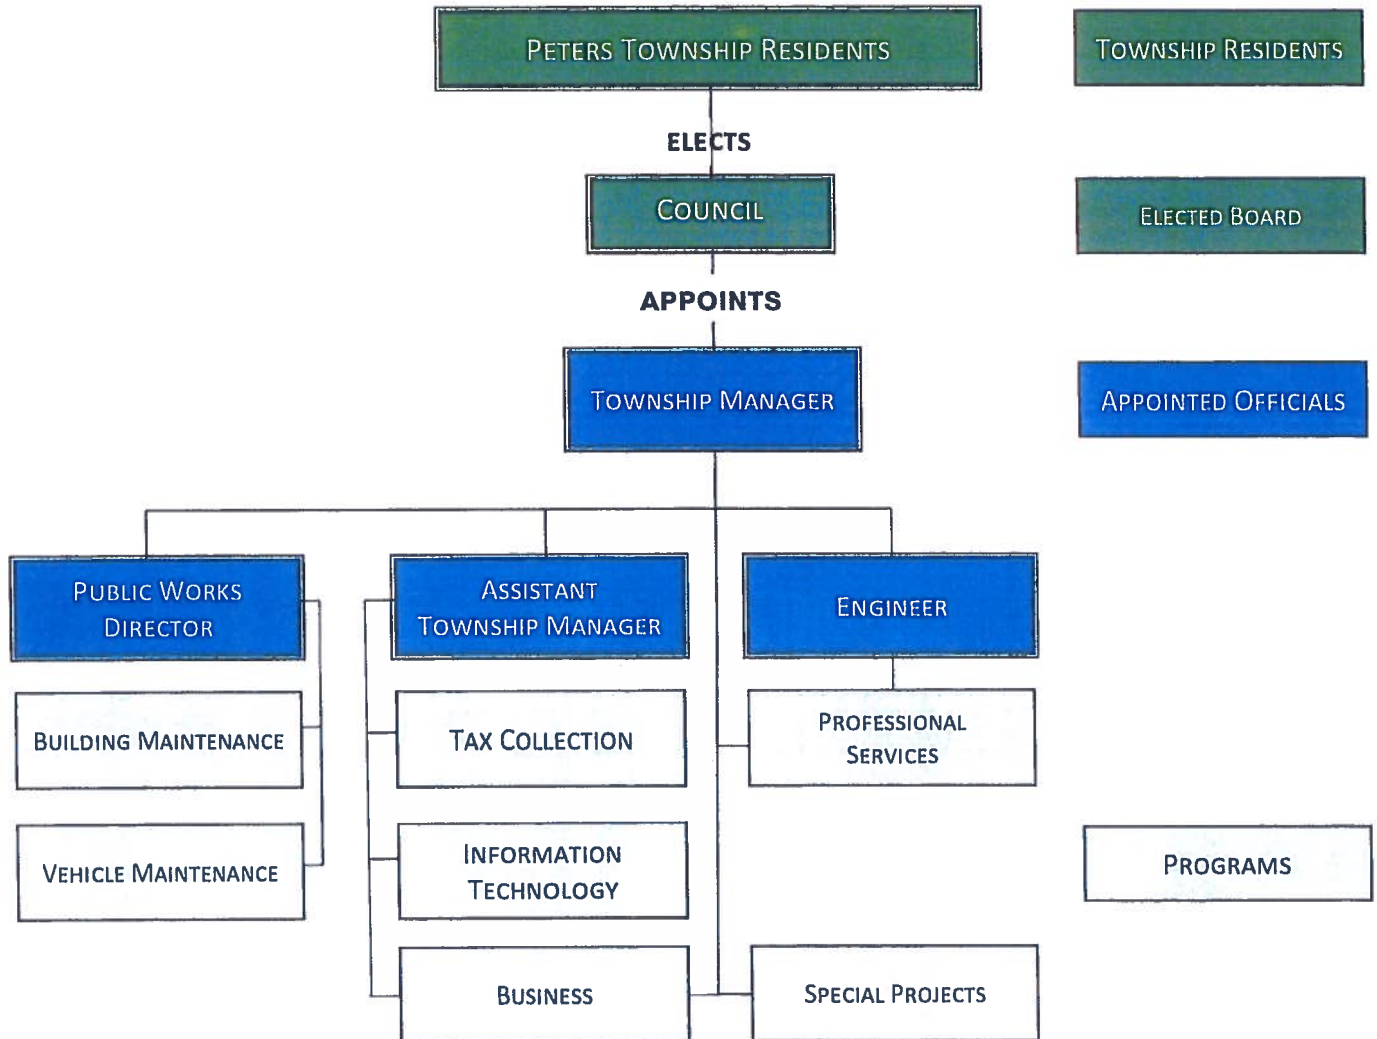 PETERS TOWNSHIP RESIDENTS
TOWNSHIP RESIDENTS
ELECTS
COUNCIL
ELECTED BOARD
APPOINTS
TOWNSHIP MANAGER
APPOINTED OFFICIALS
PUBLIC WORKS
DIRECTOR
ASSISTANT
TOWNSHIP MANAGER
ENGINEER
BUILDING MAINTENANCE
TAX COLLECTION
PROFESSIONAL
SERVICES
VEHICLE MAINTENANCE
INFORMATION
TECHNOLOGY
PROGRAMS
BUSINESS
SPECIAL PROJECTS